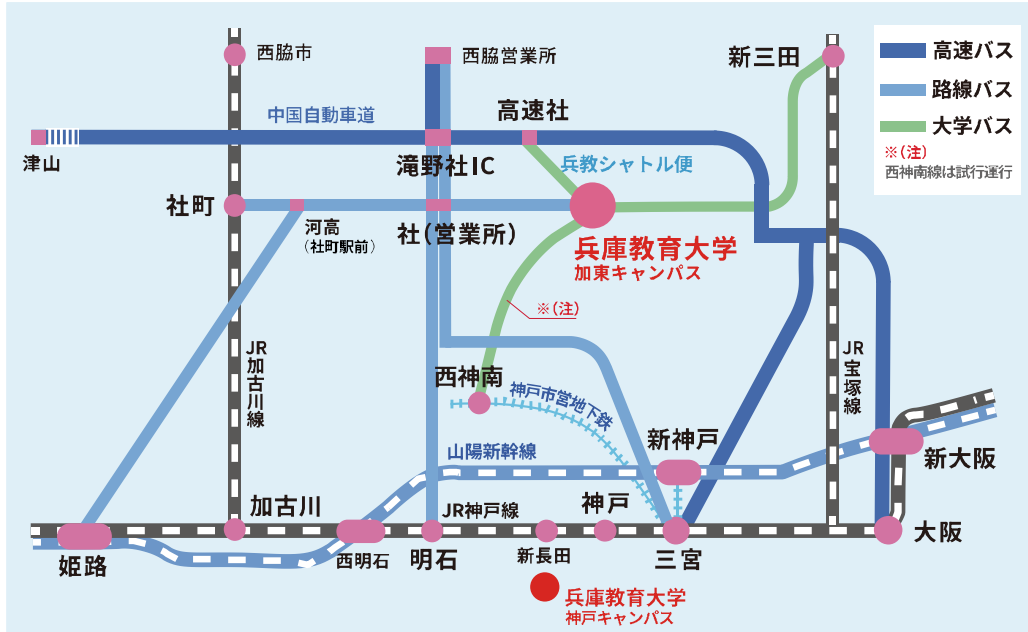 西脇市
西脇営業所
新三田
高速バス
路線バス
大学バス
※(注)
西神南線は試行運行
中国自動車道
高速社
津山
滝野社IC
兵教シャトル便
社町
河高
(社町駅前)
社(営業所)
兵庫教育大学
加東キャンパス
※(注)
JR加古川線
JR宝塚線
西神南
神戸市営地下鉄
山陽新幹線
新神戸
新大阪
加古川
JR神戸線
神戸
大阪
姫路
西明石
明石
新長田
三宮
兵庫教育大学
神戸キャンパス